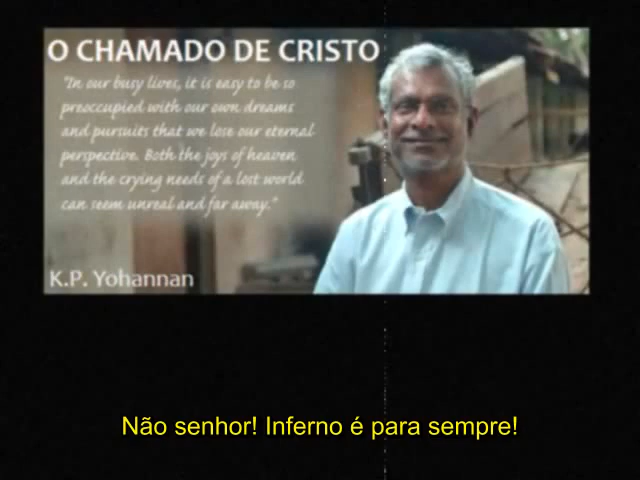 O CHAMADO DE CRISTO
"In our busy lives, it is easy to be so
preoccupied with our own dreams
and pursuits that we lose our eternal
perspective. Both the joys of heaven
and the crying needs of a lost world
can seem unreal and far away."
K.P. Yohannan
Não senhor! Inferno é para sempre!